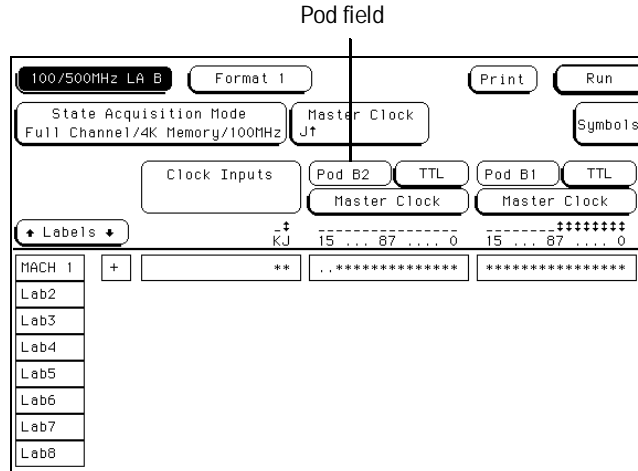 Pod field
100/500MHz LA B Format 1 Print Run
State Acquisition Mode Master Clock
Full Channel/4K Memory/100MHz J↑ Symbols
Clock Inputs Pod B2 TTL Pod B1 TTL
Master Clock Master Clock
↑ Labels ↓ _↕ ---------------- --------↕↕↕↕↕↕↕↕
KJ 15 ... 87 .... 0 15 ... 87 .... 0
MACH 1 + ** ..************** ****************
Lab2
Lab3
Lab4
Lab5
Lab6
Lab7
Lab8